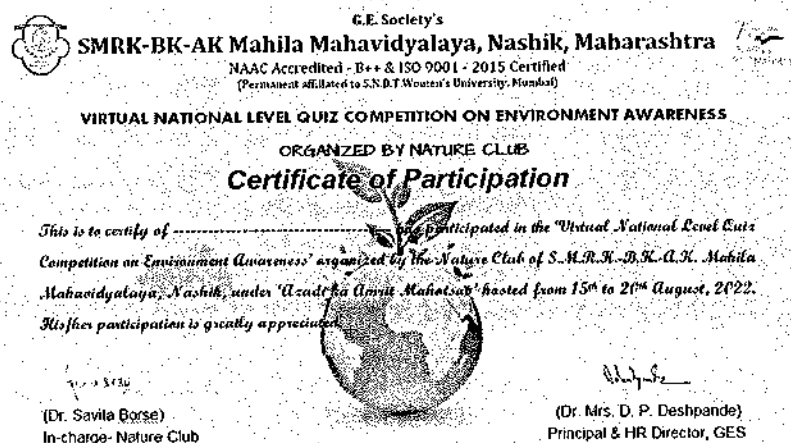 G.E. Society's
SMRK-BK-AK Mahila Mahavidyalaya, Nashik, Maharashtra
NAAC Accredited - B++ & ISO 9001 - 2015 Certified
(Permanent affiliated to S.N.D.T.Women's University, Mumbai)
VIRTUAL NATIONAL LEVEL QUIZ COMPETITION ON ENVIRONMENT AWARENESS
ORGANIZED BY NATURE CLUB
Certificate of Participation
This is to certify of ---------------------------------- has participated in the 'Virtual National Level Quiz
Competition on Environment Awareness' organized by the Nature Club of S.M.R.K-B.K-A.K. Mahila
Mahavidyalaya, Nashik, under 'Azadi ka Amrit Mahotsab' hosted from 15th to 20th August, 2022.
His/her participation is greatly appreciated.
(Dr. Savila Borse)
In-charge- Nature Club
(Dr. Mrs. D. P. Deshpande)
Principal & HR Director, GES